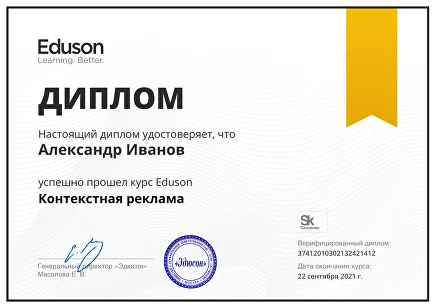 Eduson
Learning. Better.
ДИПЛОМ
Настоящий диплом удостоверяет, что
Александр Иванов
успешно прошел курс Eduson
Контекстная реклама
Sk
Сколково
Верифицированный диплом:
37412010302132421412
Генеральный директор «Эдюсон»
Масолова Е. В.
«Эдюсон»
Дата окончания курса:
22 сентября 2021 г.